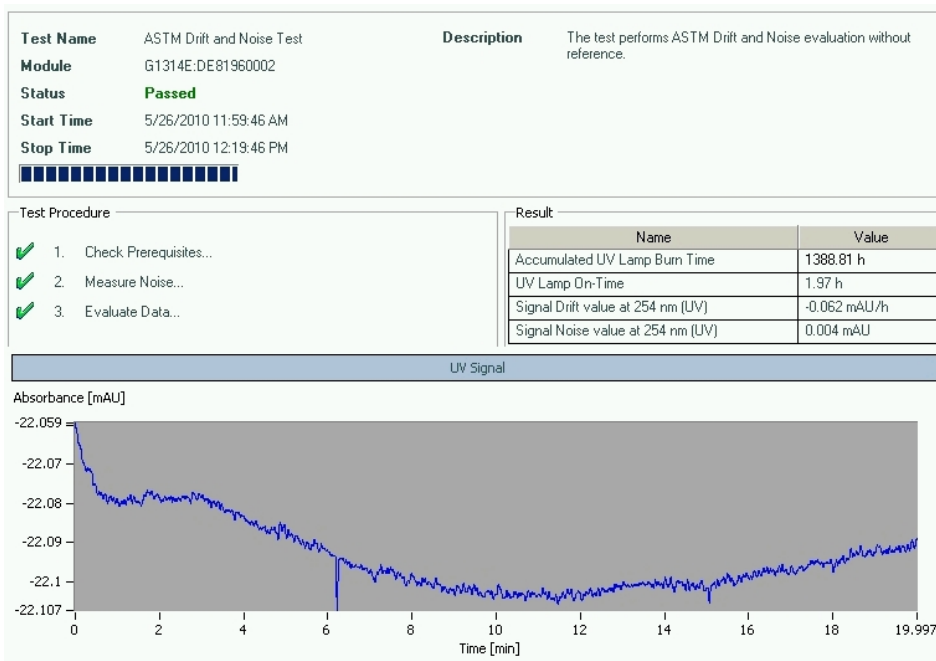 Test Name ASTM Drift and Noise Test
Module G1314E:DE81960002
Status Passed
Start Time 5/26/2010 11:59:46 AM
Stop Time 5/26/2010 12:19:46 PM
Description The test performs ASTM Drift and Noise evaluation without
reference.
Test Procedure
1. Check Prerequisites...
2. Measure Noise...
3. Evaluate Data...
Result
Name Value
Accumulated UV Lamp Burn Time 1388.81 h
UV Lamp On-Time 1.97 h
Signal Drift value at 254 nm (UV) -0.062 mAU/h
Signal Noise value at 254 nm (UV) 0.004 mAU
UV Signal
Absorbance [mAU]
-22.059
-22.07
-22.08
-22.09
-22.1
-22.107
0 2 4 6 8 10 12 14 16 18 19.997
Time [min]